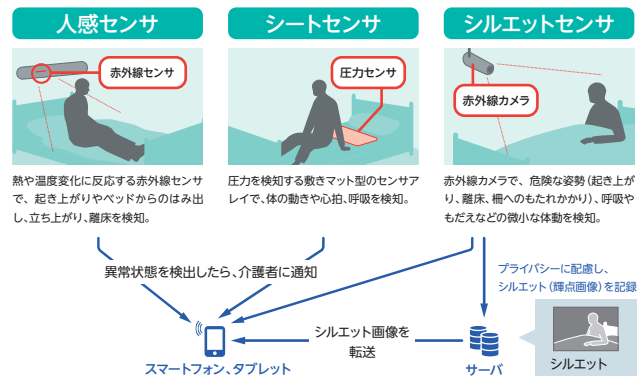 人感センサ
シートセンサ
シルエットセンサ
赤外線センサ
圧力センサ
赤外線カメラ
熱や温度変化に反応する赤外線センサ
で、起き上がりやベッドからのはみ出
し、立ち上がり、離床を検知。
圧力を検知する敷きマット型のセンサア
レイで、体の動きや心拍、呼吸を検知。
赤外線カメラで、危険な姿勢（起き上が
り、離床、柵へのもたれかかり）、呼吸や
もだえなどの微小な体動を検知。
異常状態を検出したら、介護者に通知
プライバシーに配慮し、
シルエット（輝点画像）を記録
シルエット画像を
転送
スマートフォン、タブレット
サーバ
シルエット